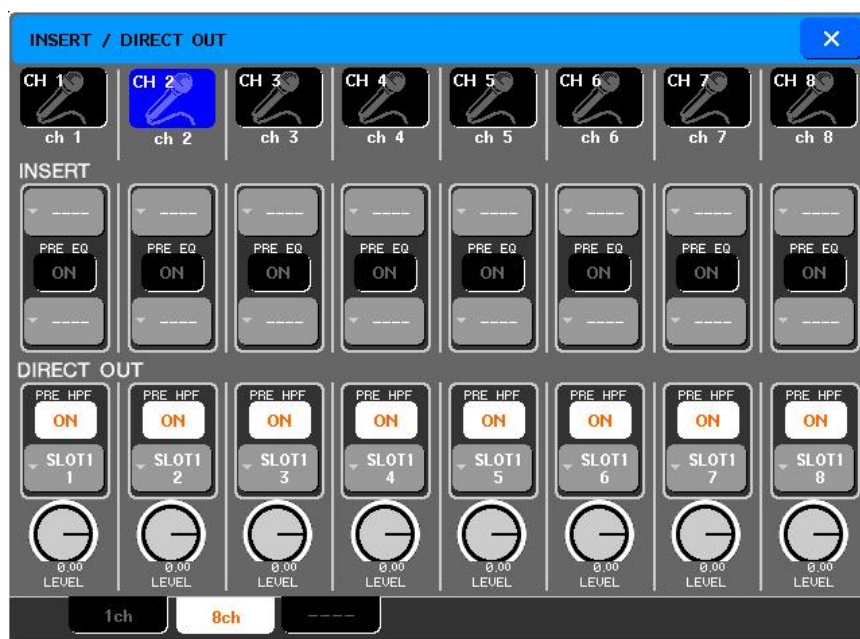 INSERT / DIRECT OUT ×
CH 1 CH 2 CH 3 CH 4 CH 5 CH 6 CH 7 CH 8
ch 1 ch 2 ch 3 ch 4 ch 5 ch 6 ch 7 ch 8
INSERT
---- ---- ---- ---- ---- ---- ---- ----
PRE EQ PRE EQ PRE EQ PRE EQ PRE EQ PRE EQ PRE EQ PRE EQ
ON ON ON ON ON ON ON ON
---- ---- ---- ---- ---- ---- ---- ----
DIRECT OUT
PRE HPF PRE HPF PRE HPF PRE HPF PRE HPF PRE HPF PRE HPF PRE HPF
ON ON ON ON ON ON ON ON
SLOT1 SLOT1 SLOT1 SLOT1 SLOT1 SLOT1 SLOT1 SLOT1
1 2 3 4 5 6 7 8
0.00 0.00 0.00 0.00 0.00 0.00 0.00 0.00
LEVEL LEVEL LEVEL LEVEL LEVEL LEVEL LEVEL LEVEL
1ch 8ch ----